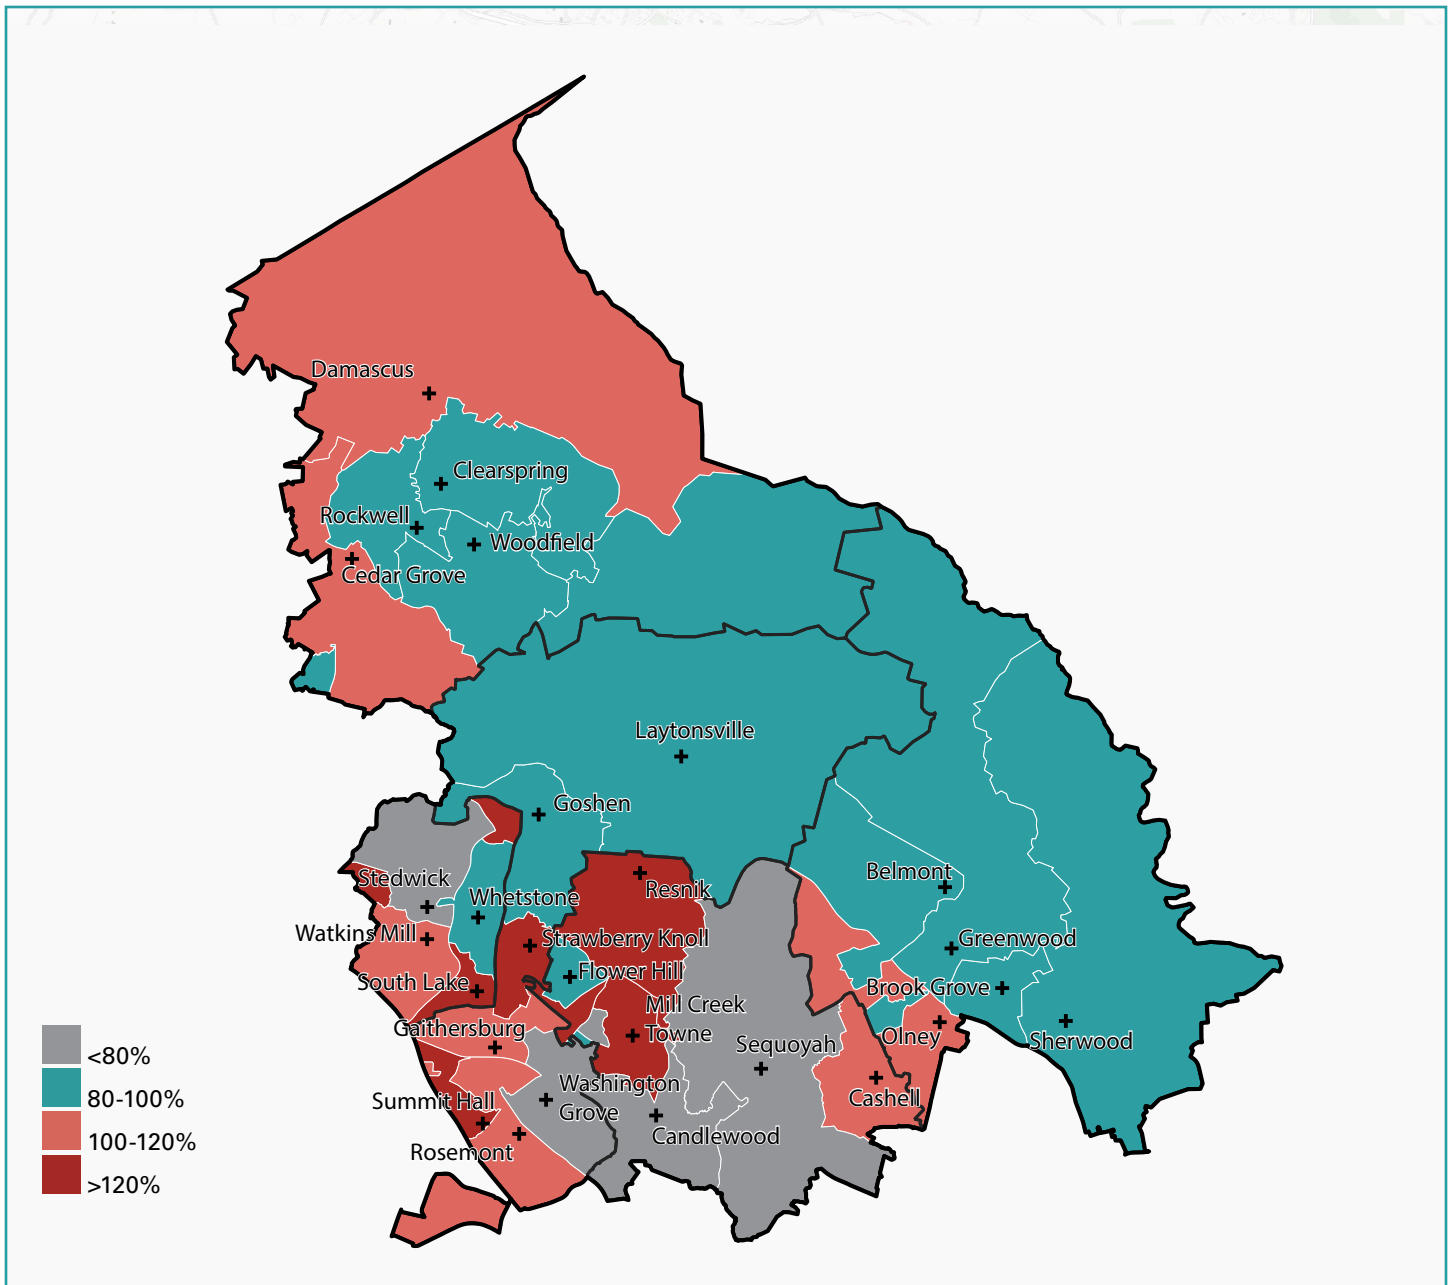 Damascus
Clearspring
Rockwell
Woodfield
Cedar Grove
Laytonsville
Goshen
Belmont
Stedwick
Resnik
Whetstone
Watkins Mill
Strawberry Knoll
Greenwood
Flower Hill
South Lake
Brook Grove
Mill Creek
Towne
Gaithersburg
Olney
Sherwood
Sequoyah
Washington
Grove
Summit Hall
Cashell
Candlewood
Rosemont
<80%
80-100%
100-120%
>120%